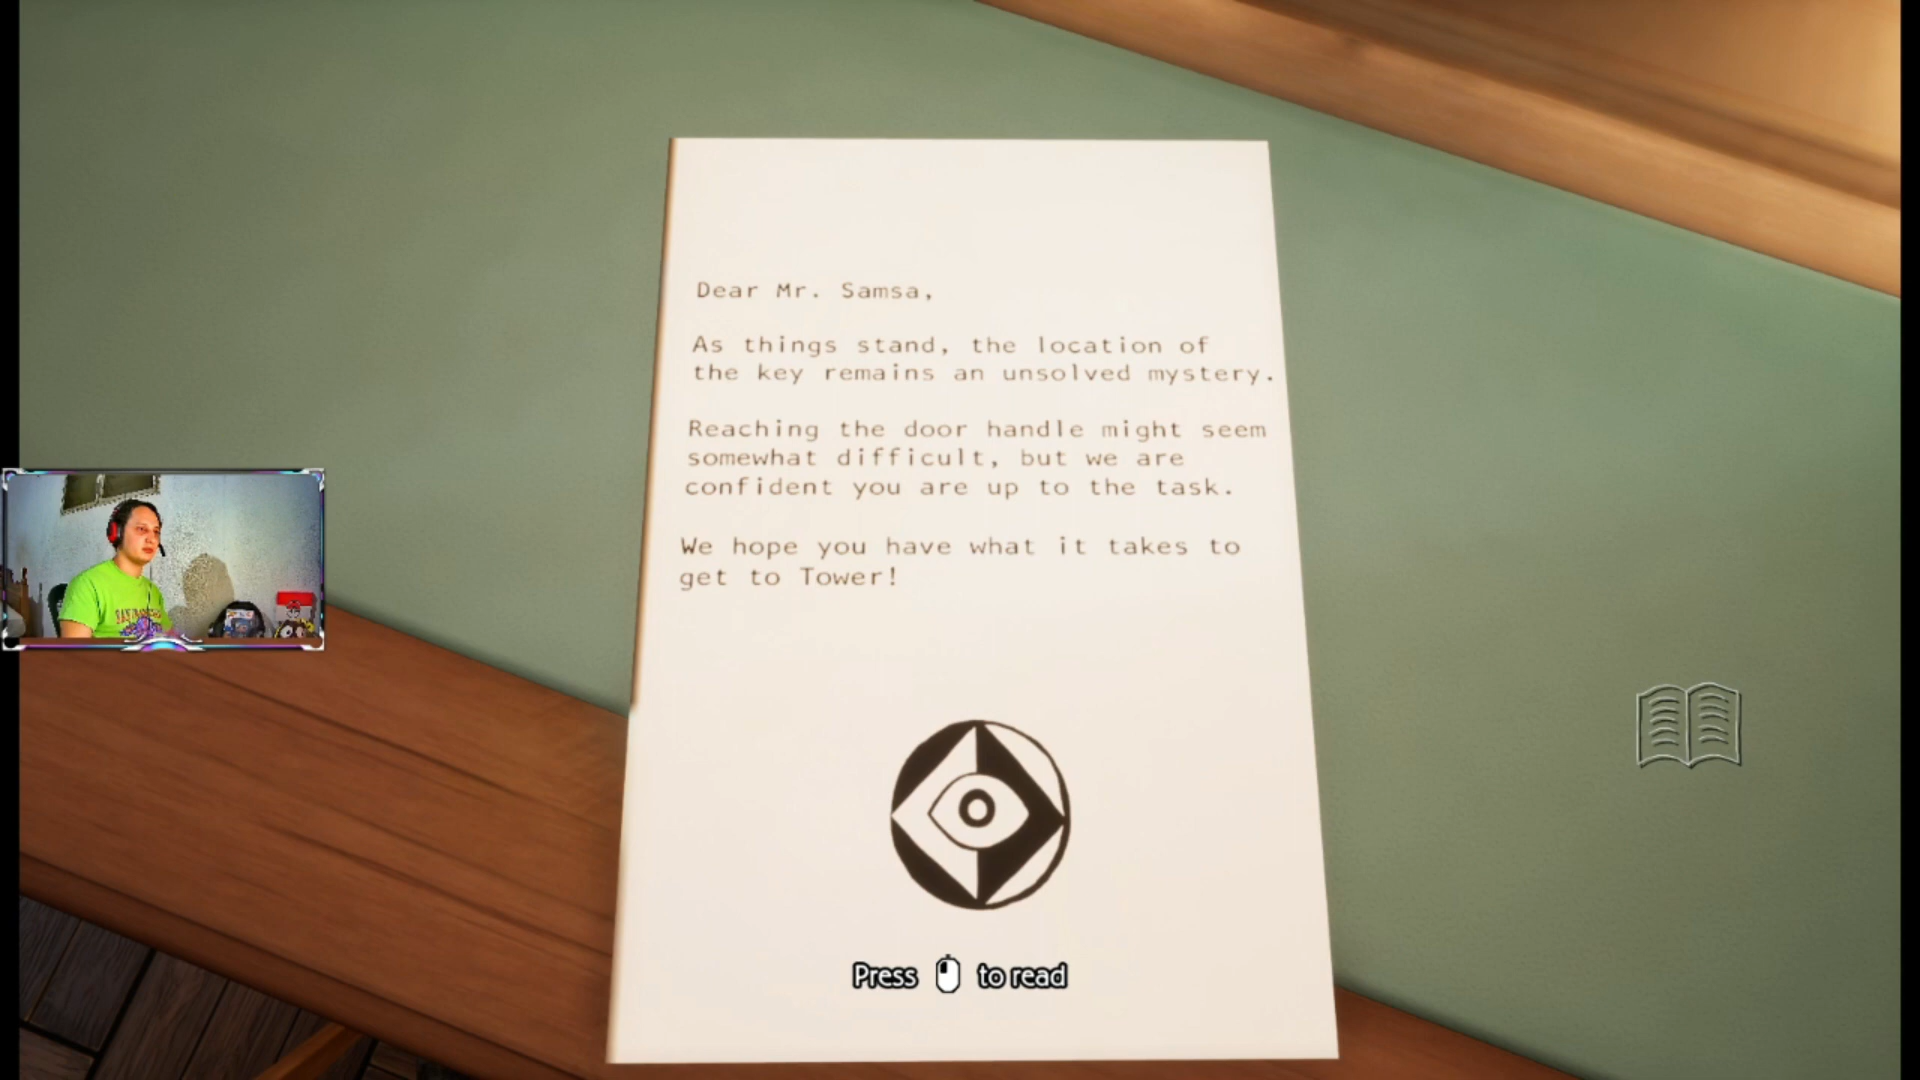 Dear Mr. Samsa,
As things stand, the location of
the key remains an unsolved mystery.
Reaching the door handle might seem
somewhat difficult, but we are
confident you are up to the task.
We hope you have what it takes to
get to Tower!
Press to read